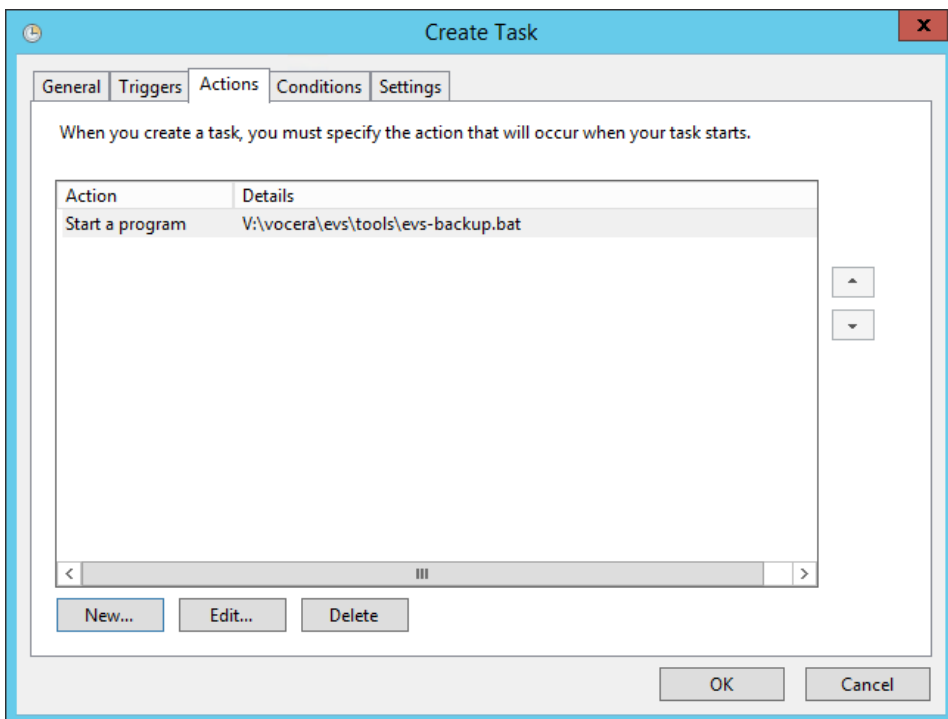 Create Task
x
General Triggers Actions Conditions Settings
When you create a task, you must specify the action that will occur when your task starts.
Action Details
Start a program V:\vocera\evs\tools\evs-backup.bat
New... Edit... Delete
OK Cancel